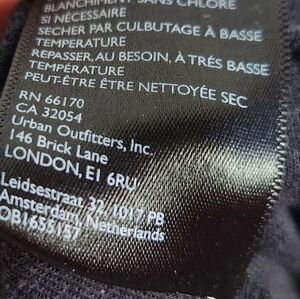 BLANCHIMENT SANS CHLORE
SI NÉCESSAIRE
SECHER PAR CULBUTAGE À BASSE
TEMPERATURE
REPASSER, AU BESOIN, À TRÉS BASSE
TEMPÉRATURE
PEUT-ÊTRE ÊTRE NETTOYÉE SEC
RN 66170
CA 32054
Urban Outfitters, Inc.
146 Brick Lane
LONDON, E1 6RU
Leidsestraat 32, 1017 PB
Amsterdam, Netherlands
OB1655157